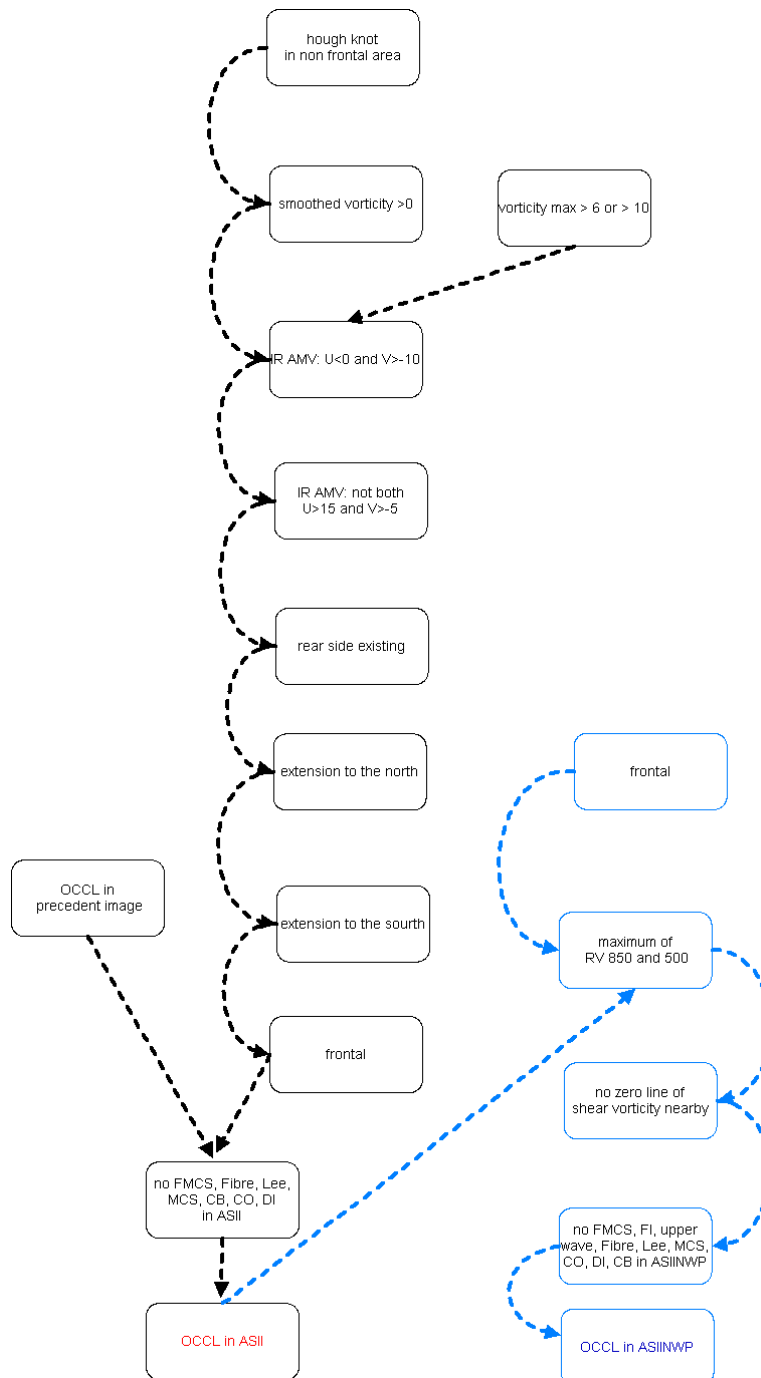 hough knot
in non frontal area
smoothed vorticity >0
vorticity max > 6 or > 10
IR AMV: U<0 and V>-10
IR AMV: not both
U>15 and V>-5
rear side existing
extension to the north
frontal
OCCL in
precedent image
extension to the sourth
maximum of
RV 850 and 500
frontal
no zero line of
shear vorticity nearby
no FMCS, Fibre, Lee,
MCS, CB, CO, DI
in ASII
no FMCS, FI, upper
wave, Fibre, Lee, MCS,
CO, DI, CB in ASIINWP
OCCL in ASII
OCCL in ASIINWP